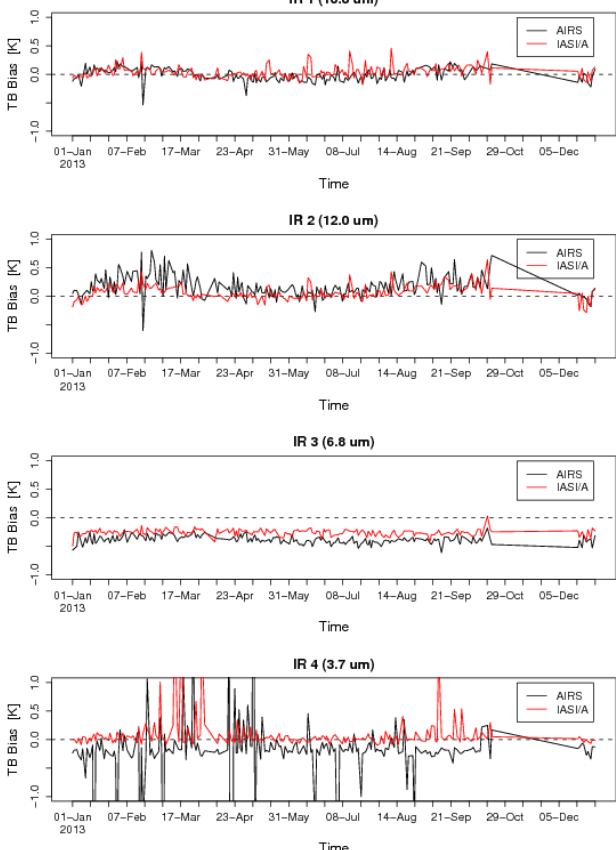 IR 1 (10.8 um)
TB Bias [K]
1.0
0.5
0.0
-1.0
AIRS
IASI/A
01-Jan 07-Feb 17-Mar 23-Apr 31-May 08-Jul 14-Aug 21-Sep 29-Oct 05-Dec
2013
Time
IR 2 (12.0 um)
TB Bias [K]
1.0
0.5
0.0
-1.0
AIRS
IASI/A
01-Jan 07-Feb 17-Mar 23-Apr 31-May 08-Jul 14-Aug 21-Sep 29-Oct 05-Dec
2013
Time
IR 3 (6.8 um)
TB Bias [K]
1.0
0.5
0.0
-1.0
AIRS
IASI/A
01-Jan 07-Feb 17-Mar 23-Apr 31-May 08-Jul 14-Aug 21-Sep 29-Oct 05-Dec
2013
Time
IR 4 (3.7 um)
TB Bias [K]
1.0
0.5
0.0
-1.0
AIRS
IASI/A
01-Jan 07-Feb 17-Mar 23-Apr 31-May 08-Jul 14-Aug 21-Sep 29-Oct 05-Dec
2013
Time